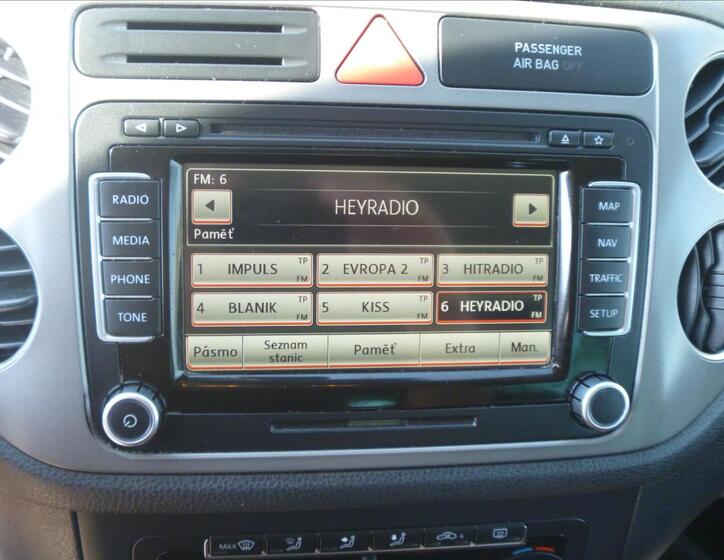 PASSENGER
AIR BAG OFF
RADIO
MEDIA
PHONE
TONE
FM: 6
HEYRADIO
Paměť
1 IMPULS TP FM
2 EVROPA 2 TP FM
3 HITRADIO TP FM
4 BLANIK TP FM
5 KISS TP FM
6 HEYRADIO TP FM
Pásmo
Seznam
stanic
Paměť
Extra
Man.
MAP
NAV
TRAFFIC
SETUP
MAX
A